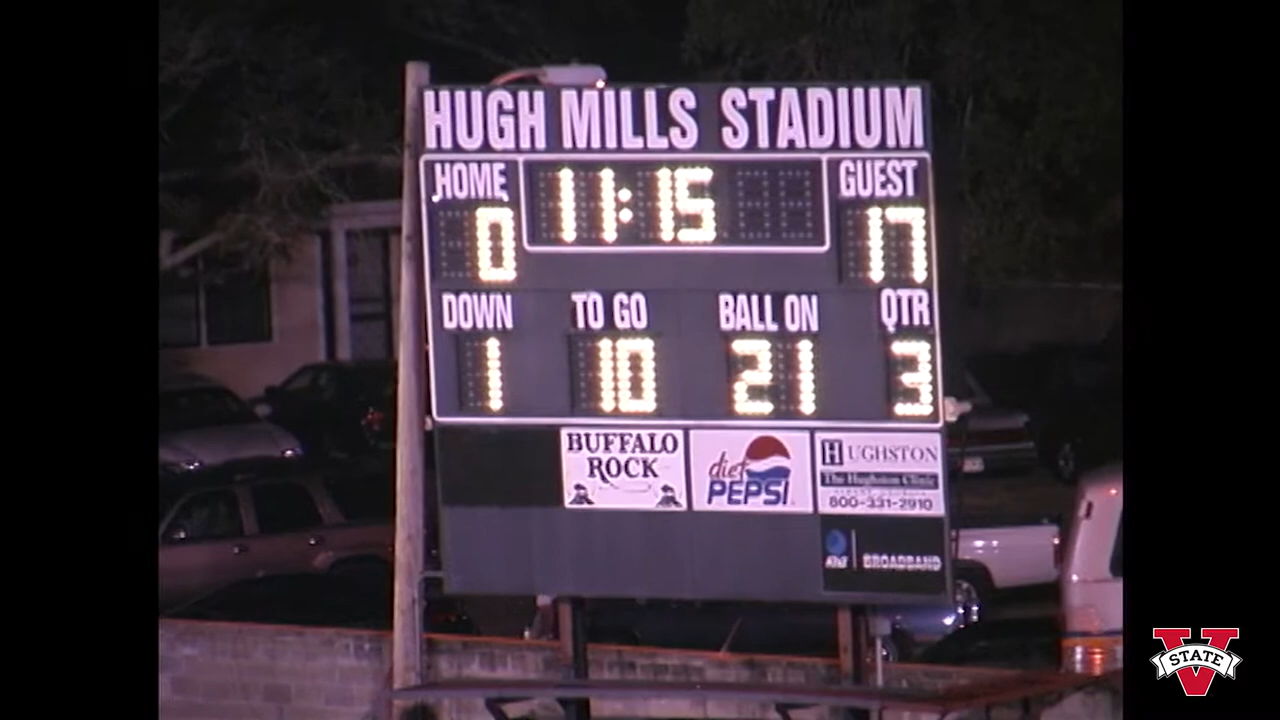 HUGH MILLS STADIUM
HOME 11:15 GUEST
0 17
DOWN TO GO BALL ON QTR
1 10 21 3
BUFFALO
ROCK
diet
PEPSI
HUGHSTON
The Hughston Clinic
800-331-2910
AT&T BROADBAND
V
STATE